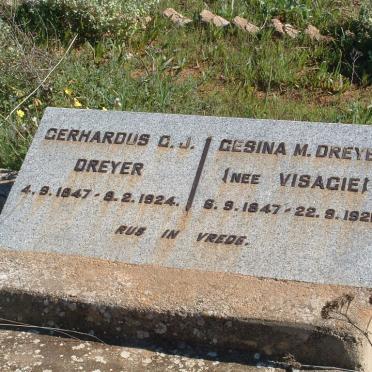 GERHARDUS G. J.
DREYER
4.9.1847 - 8.2.1924.
GESINA M. DREYE
(NEE VISAGIE)
6.9.1847 - 22.9.192
RUS IN VREDE.